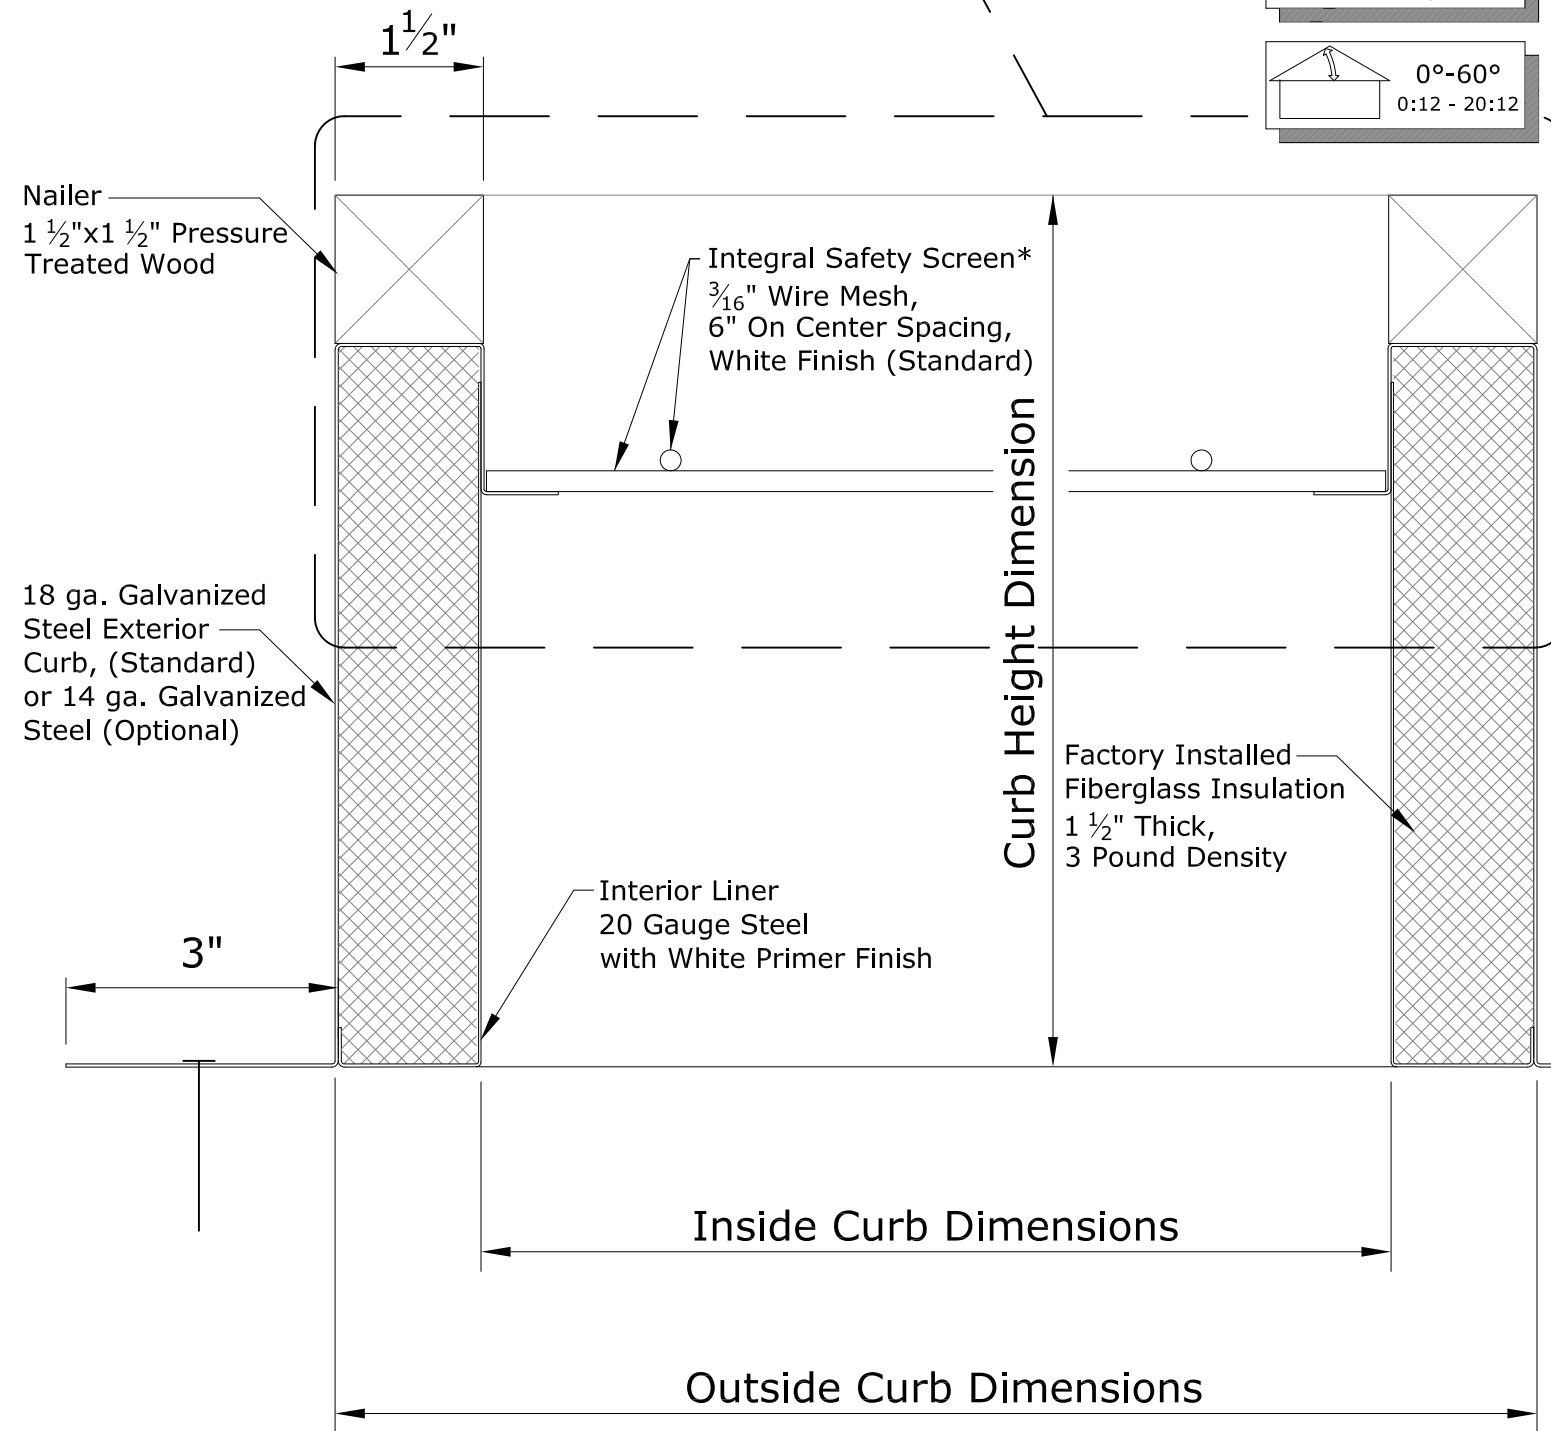 1½"
0°-60°
0:12 - 20:12
Nailer
1 ½"x1 ½" Pressure
Treated Wood
Integral Safety Screen*
3⁄16" Wire Mesh,
6" On Center Spacing,
White Finish (Standard)
Curb Height Dimension
18 ga. Galvanized
Steel Exterior
Curb, (Standard)
or 14 ga. Galvanized
Steel (Optional)
Factory Installed
Fiberglass Insulation
1 ½" Thick,
3 Pound Density
Interior Liner
20 Gauge Steel
with White Primer Finish
3"
Inside Curb Dimensions
Outside Curb Dimensions